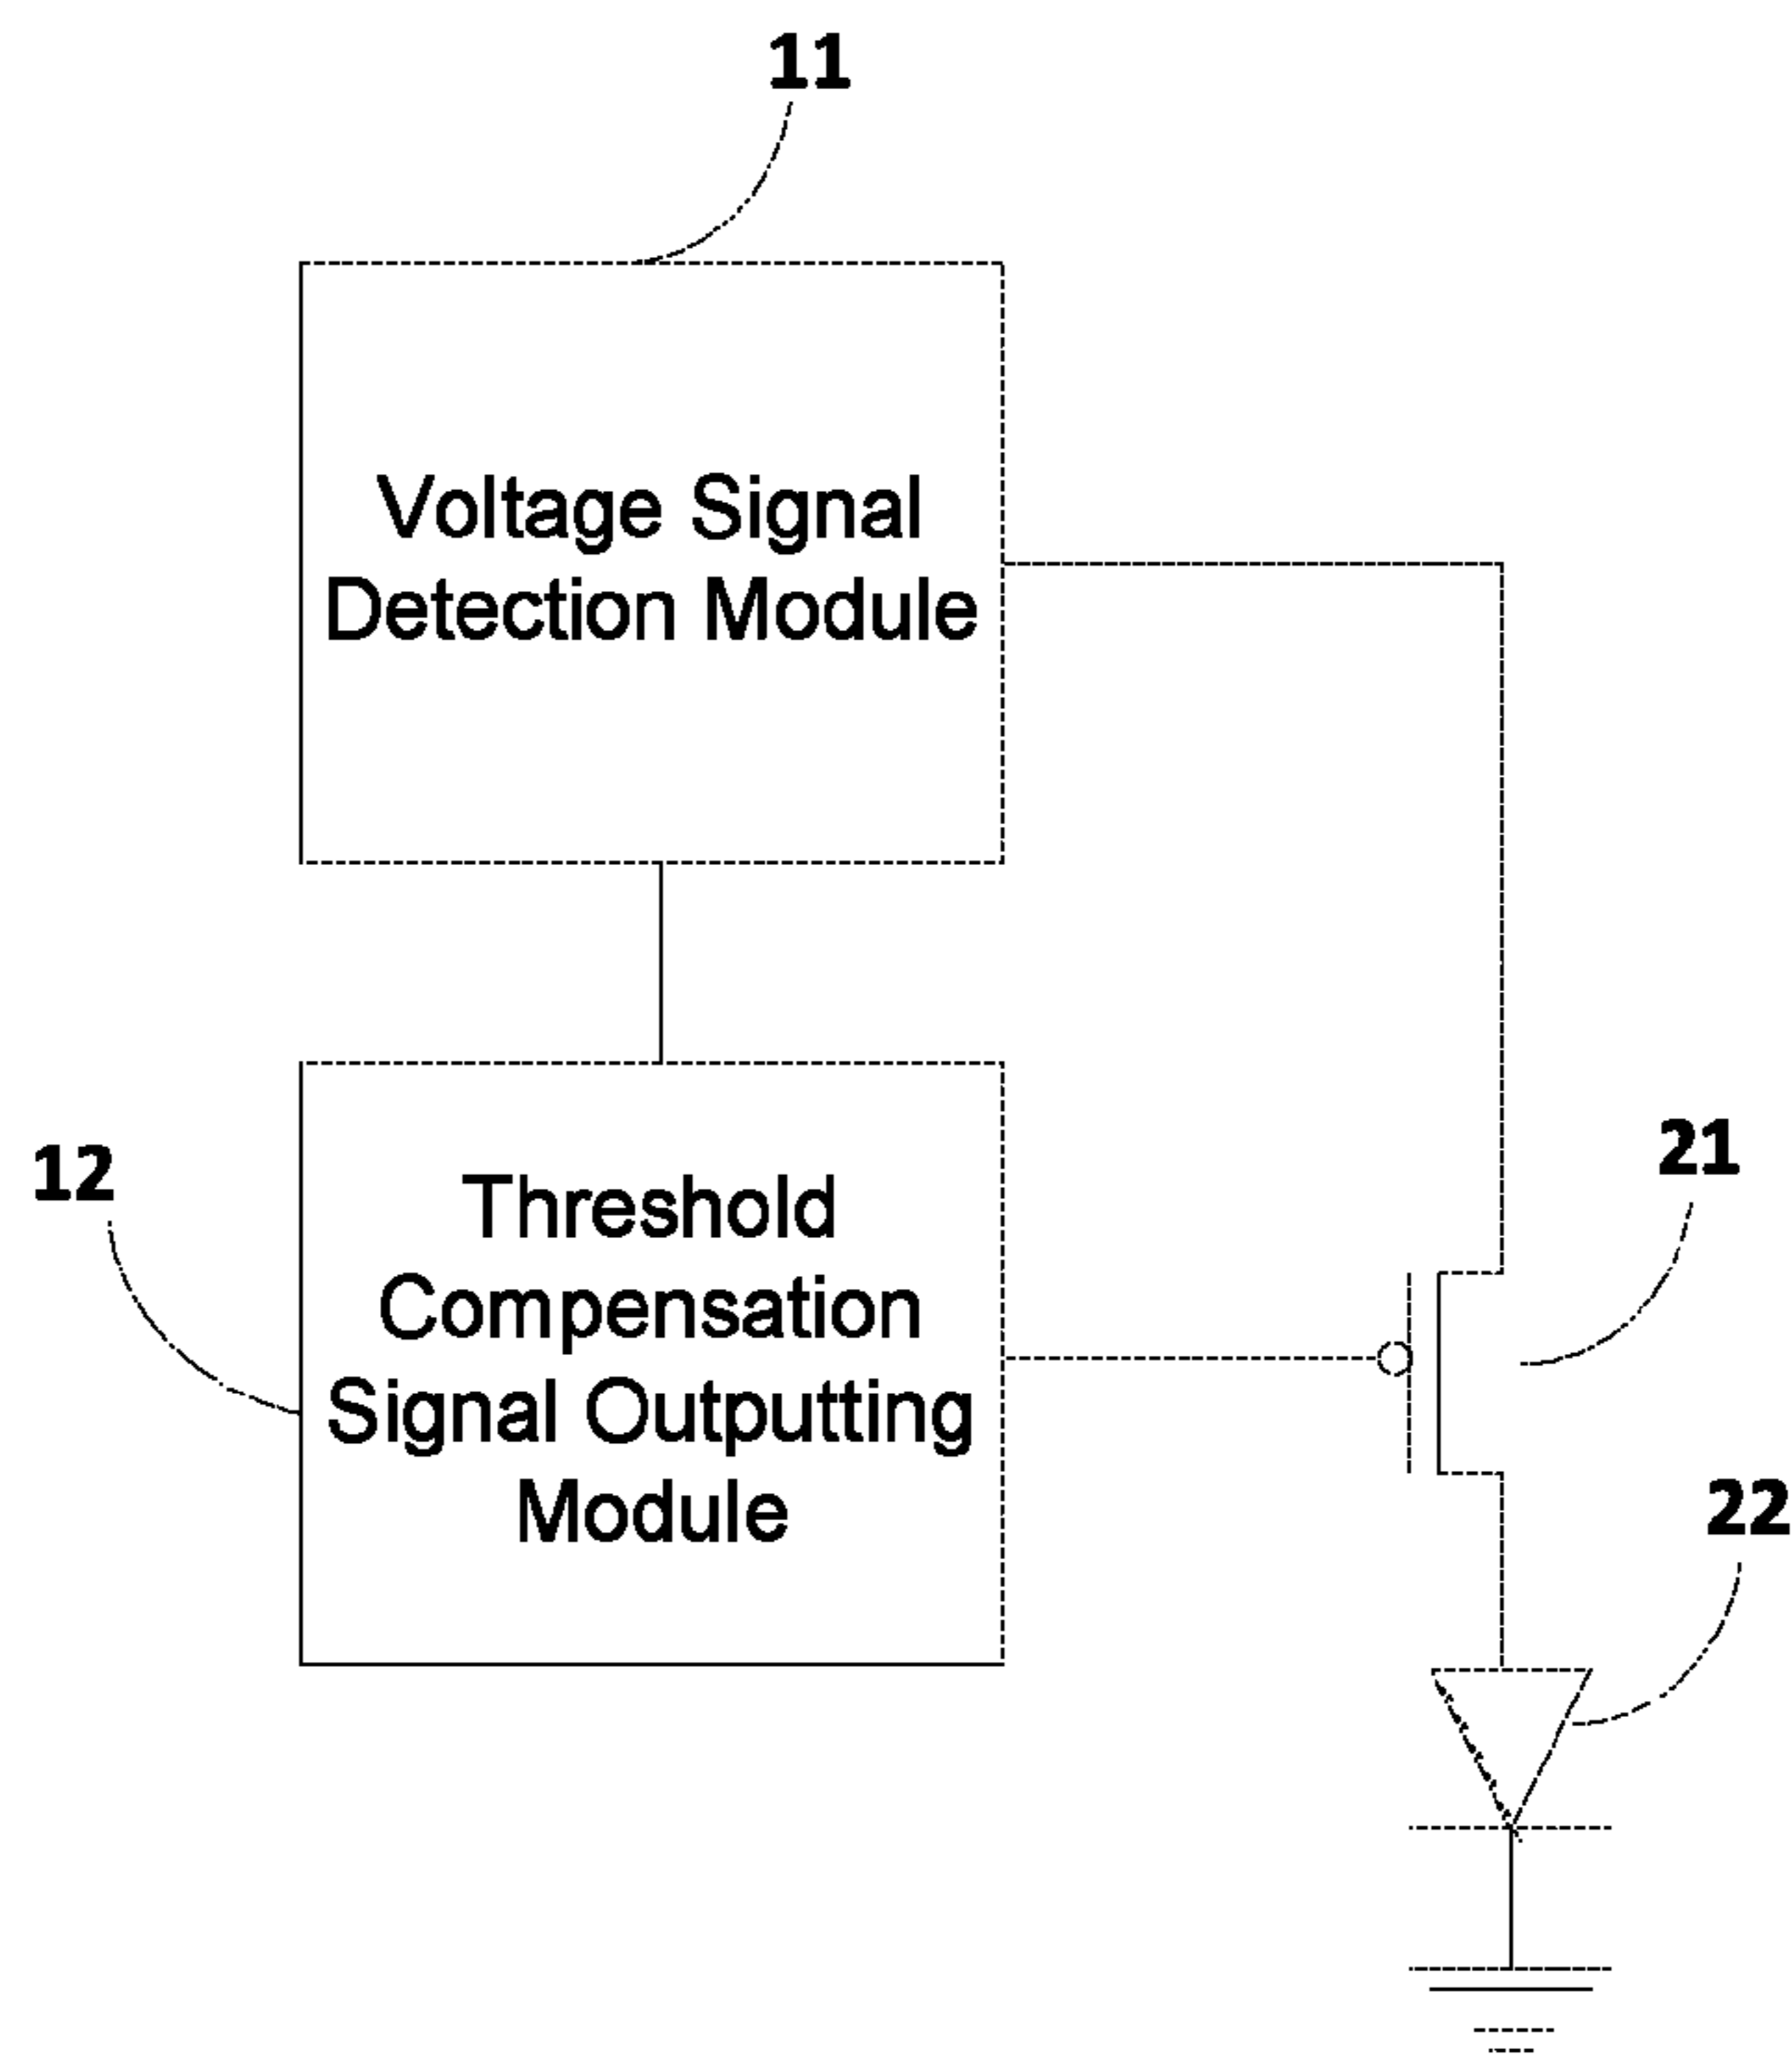 11
Voltage Signal
Detection Module
12
Threshold
Compensation
Signal Outputting
Module
21
22